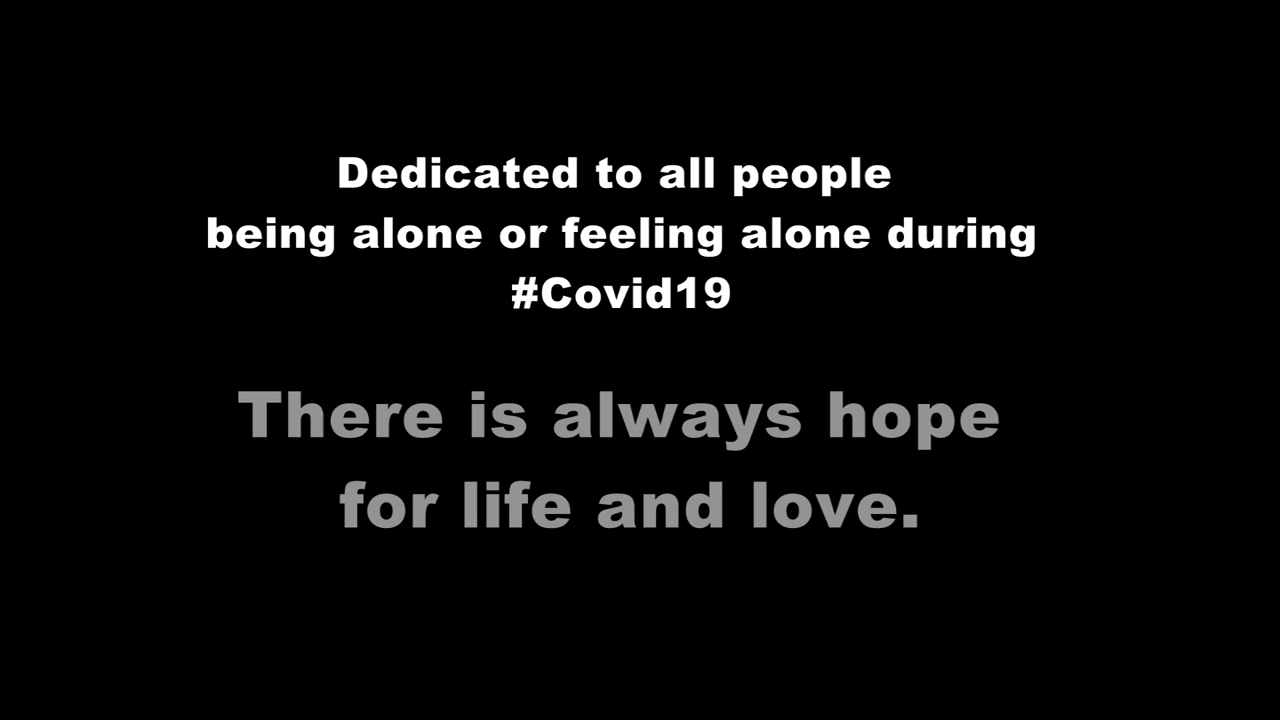 Dedicated to all people
being alone or feeling alone during
#Covid19
There is always hope
for life and love.